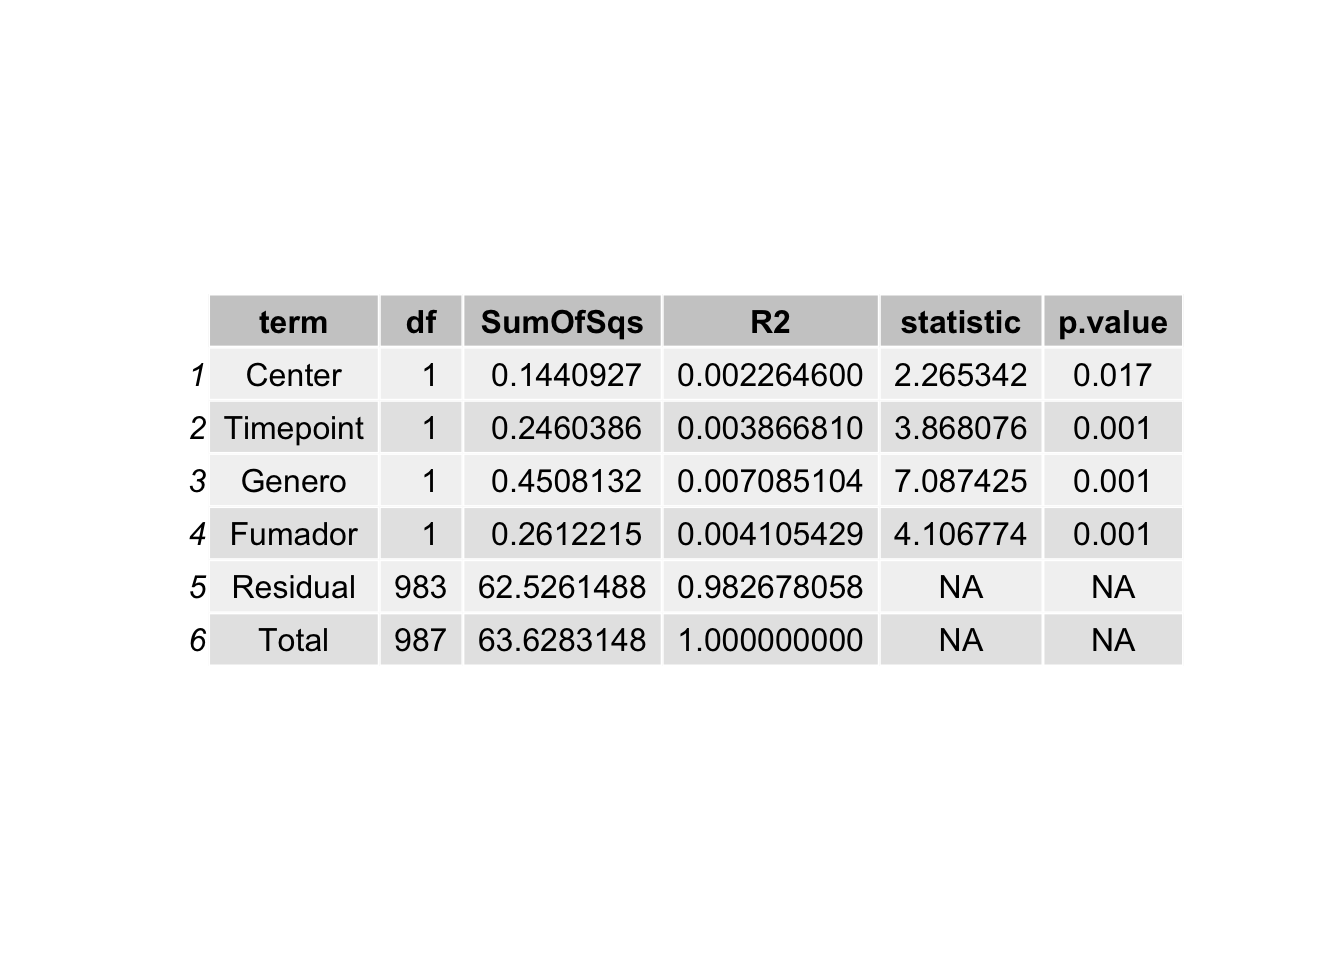 term df SumOfSqs R2 statistic p.value
1 Center 1 0.1440927 0.002264600 2.265342 0.017
2 Timepoint 1 0.2460386 0.003866810 3.868076 0.001
3 Genero 1 0.4508132 0.007085104 7.087425 0.001
4 Fumador 1 0.2612215 0.004105429 4.106774 0.001
5 Residual 983 62.5261488 0.982678058 NA NA
6 Total 987 63.6283148 1.000000000 NA NA